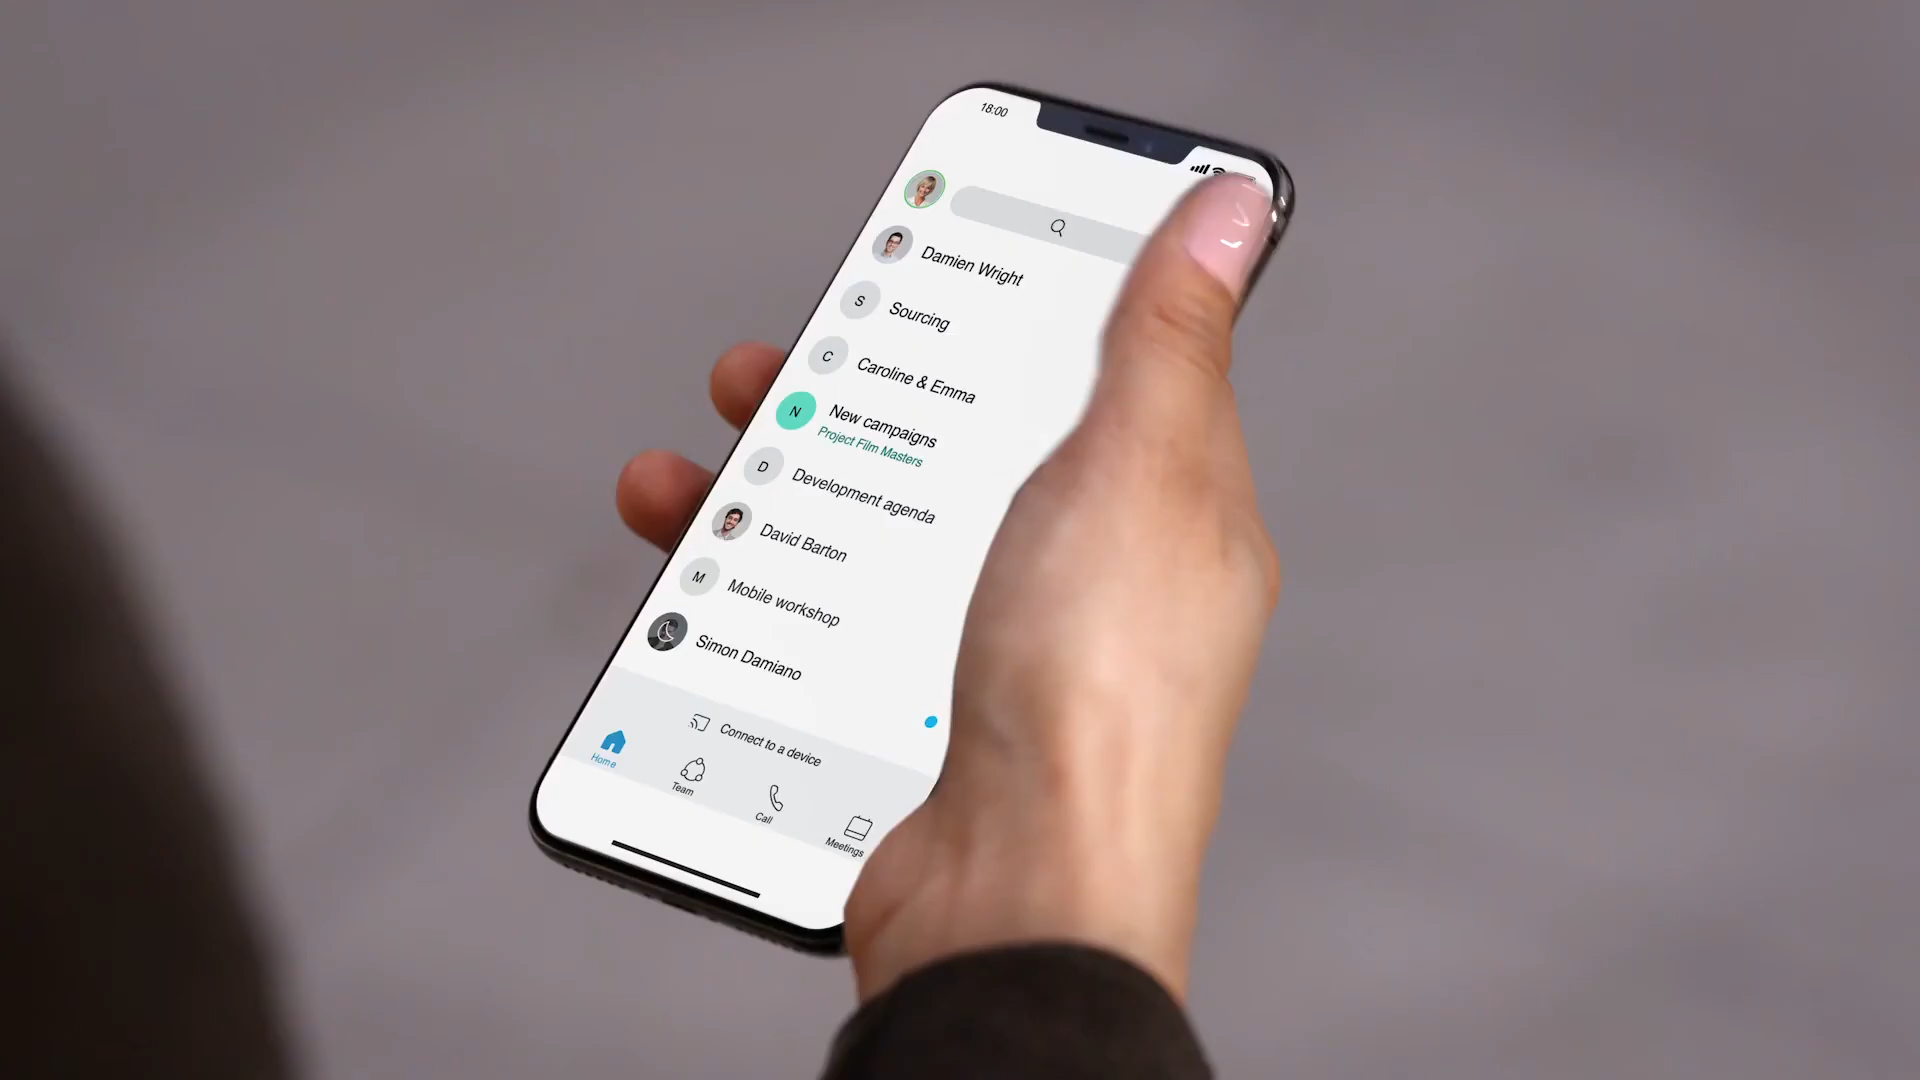 18:00
Damien Wright
S
Sourcing
C
Caroline & Emma
N
New campaigns
Project Film Masters
D
Development agenda
David Barton
M
Mobile workshop
Simon Damiano
Connect to a device
Home
Team
Call
Meetings